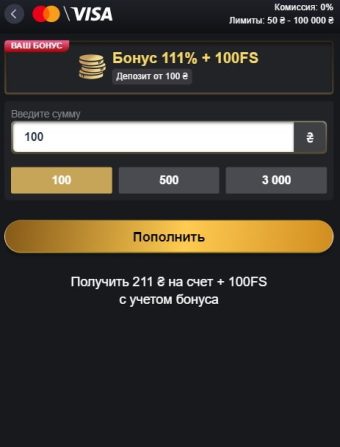 Комиссия: 0%
VISA
Лимиты: 50 ₴ - 100 000 ₴
ВАШ БОНУС
Бонус 111% + 100FS
Депозит от 100 ₴
Введите сумму
100 ₴
100 500 3 000
Пополнить
Получить 211 ₴ на счет + 100FS
с учетом бонуса